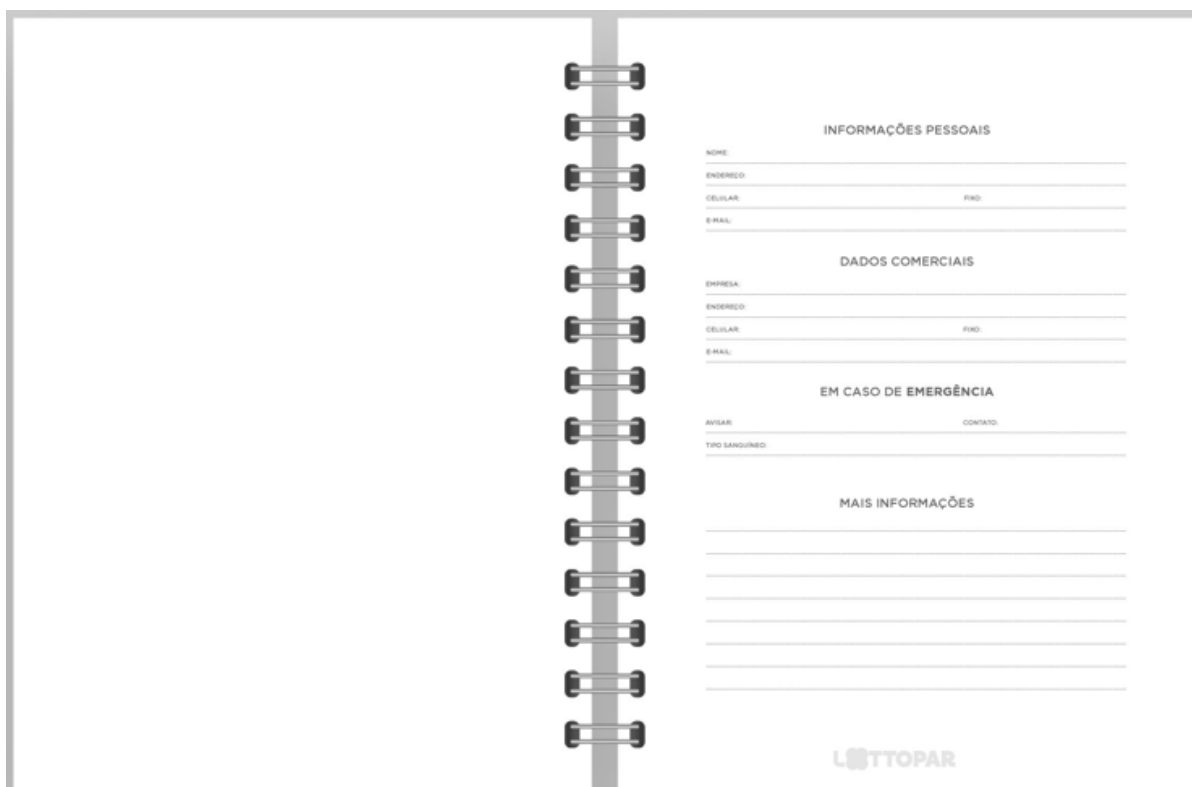 INFORMAÇÕES PESSOAIS
NOME:
ENDEREÇO:
CELULAR: FIXO:
E-MAIL:
DADOS COMERCIAIS
EMPRESA:
ENDEREÇO:
CELULAR: FIXO:
E-MAIL:
EM CASO DE EMERGÊNCIA
AVISAR: CONTATO:
TIPO SANGUÍNEO:
MAIS INFORMAÇÕES
LOTTOPAR